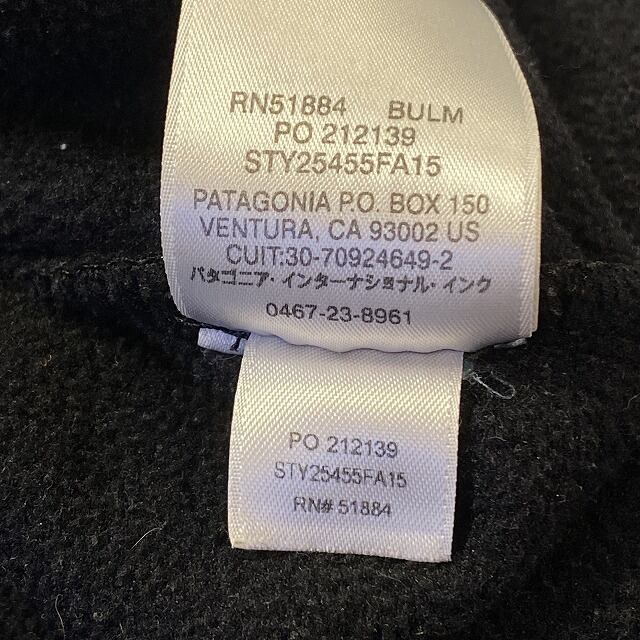 RN51884 BULM
PO 212139
STY25455FA15
PATAGONIA P.O. BOX 150
VENTURA, CA 93002 US
CUIT:30-70924649-2
パタゴニア・インターナショナル・インク
0467-23-8961
PO 212139
STY25455FA15
RN# 51884